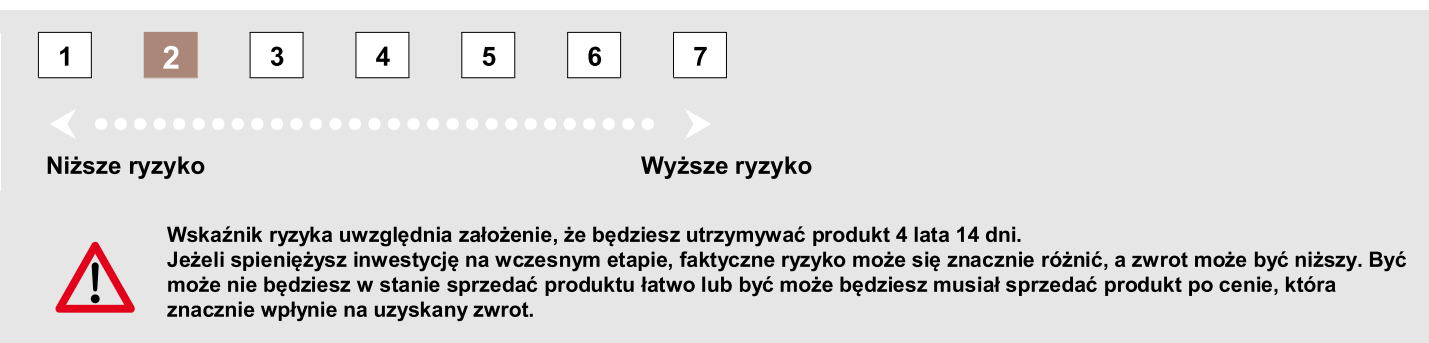 1 2 3 4 5 6 7
Niższe ryzyko Wyższe ryzyko
Wskaźnik ryzyka uwzględnia założenie, że będziesz utrzymywać produkt 4 lata 14 dni.
Jeżeli spieniężysz inwestycję na wczesnym etapie, faktyczne ryzyko może się znacznie różnić, a zwrot może być niższy. Być
może nie będziesz w stanie sprzedać produktu łatwo lub być może będziesz musiał sprzedać produkt po cenie, która
znacznie wpłynie na uzyskany zwrot.